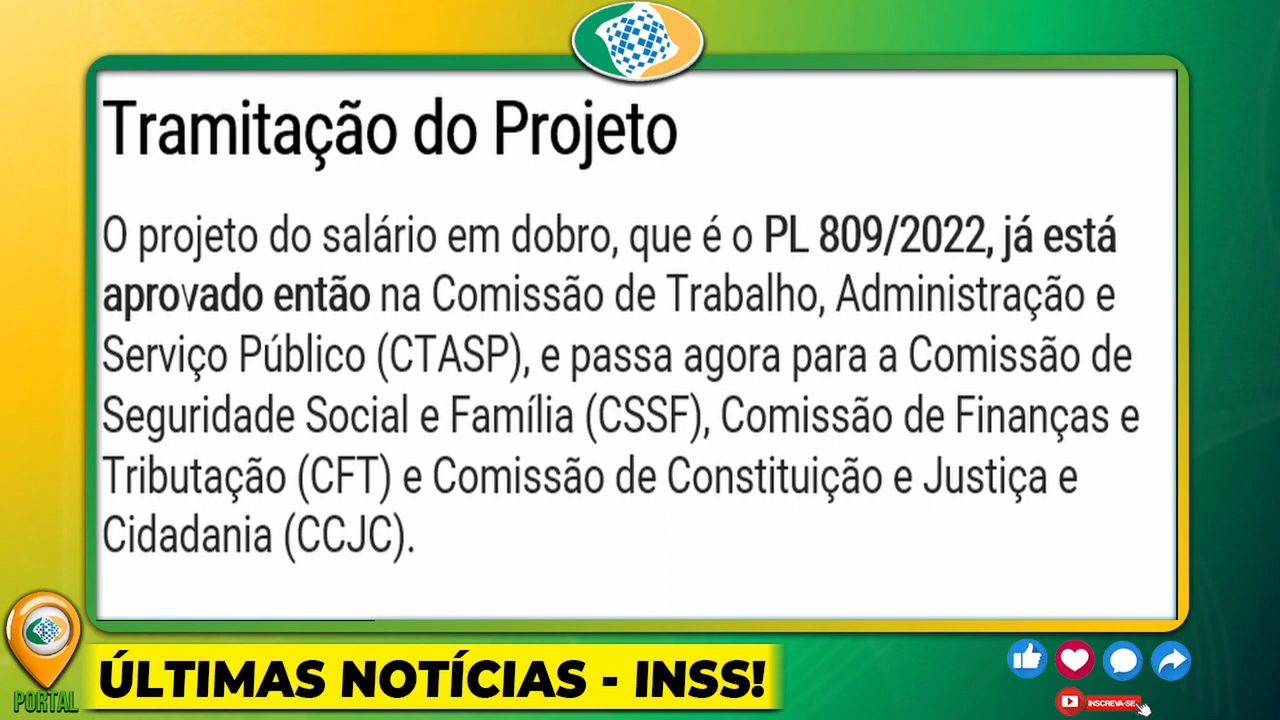 Tramitação do Projeto
O projeto do salário em dobro, que é o PL 809/2022, já está
aprovado então na Comissão de Trabalho, Administração e
Serviço Público (CTASP), e passa agora para a Comissão de
Seguridade Social e Família (CSSF), Comissão de Finanças e
Tributação (CFT) e Comissão de Constituição e Justiça e
Cidadania (CCJC).
PORTAL
ÚLTIMAS NOTÍCIAS - INSS!
INSCREVA-SE